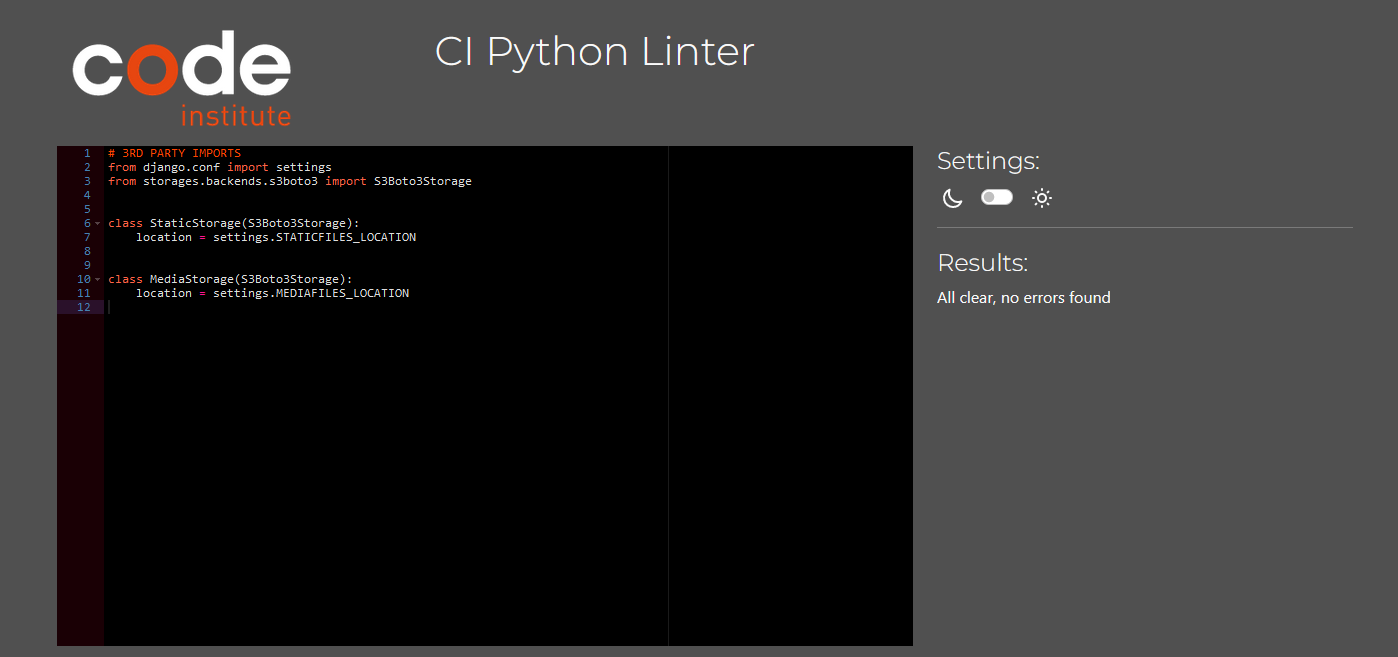 code
institute
CI Python Linter
1 # 3RD PARTY IMPORTS
2 from django.conf import settings
3 from storages.backends.s3boto3 import S3Boto3Storage
4
5
6 class StaticStorage(S3Boto3Storage):
7     location = settings.STATICFILES_LOCATION
8
9
10 class MediaStorage(S3Boto3Storage):
11     location = settings.MEDIAFILES_LOCATION
12
Settings:
Results:
All clear, no errors found